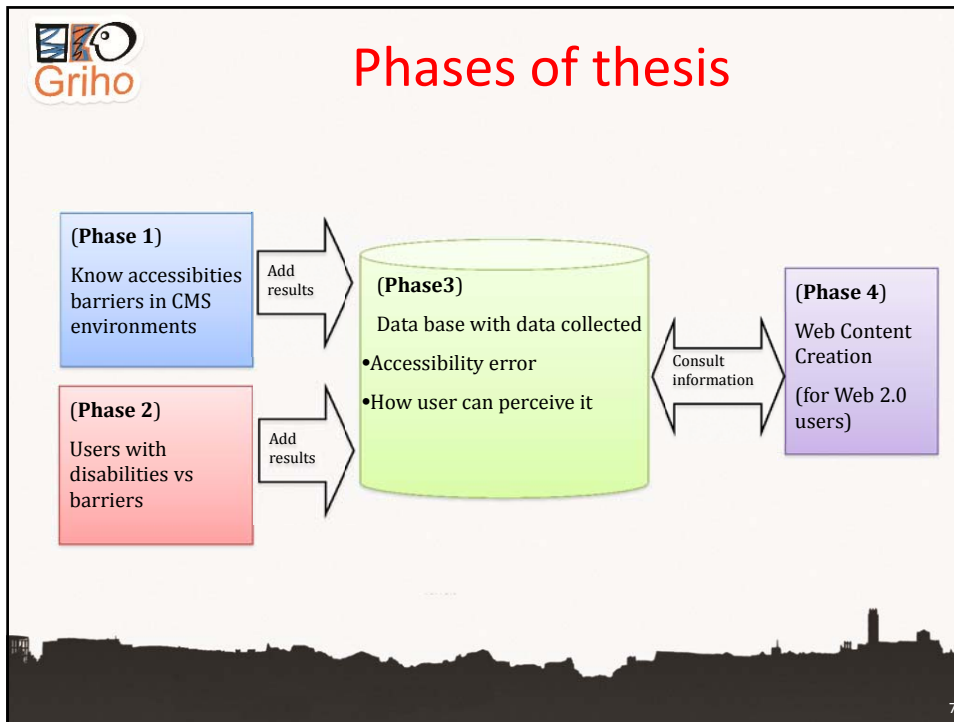 Griho
Phases of thesis
(Phase 1)
Know accessibities
barriers in CMS
environments
Add
results
(Phase 2)
Users with
disabilities vs
barriers
Add
results
(Phase3)
Data base with data collected
•Accessibility error
•How user can perceive it
Consult
information
(Phase 4)
Web Content
Creation
(for Web 2.0
users)
7